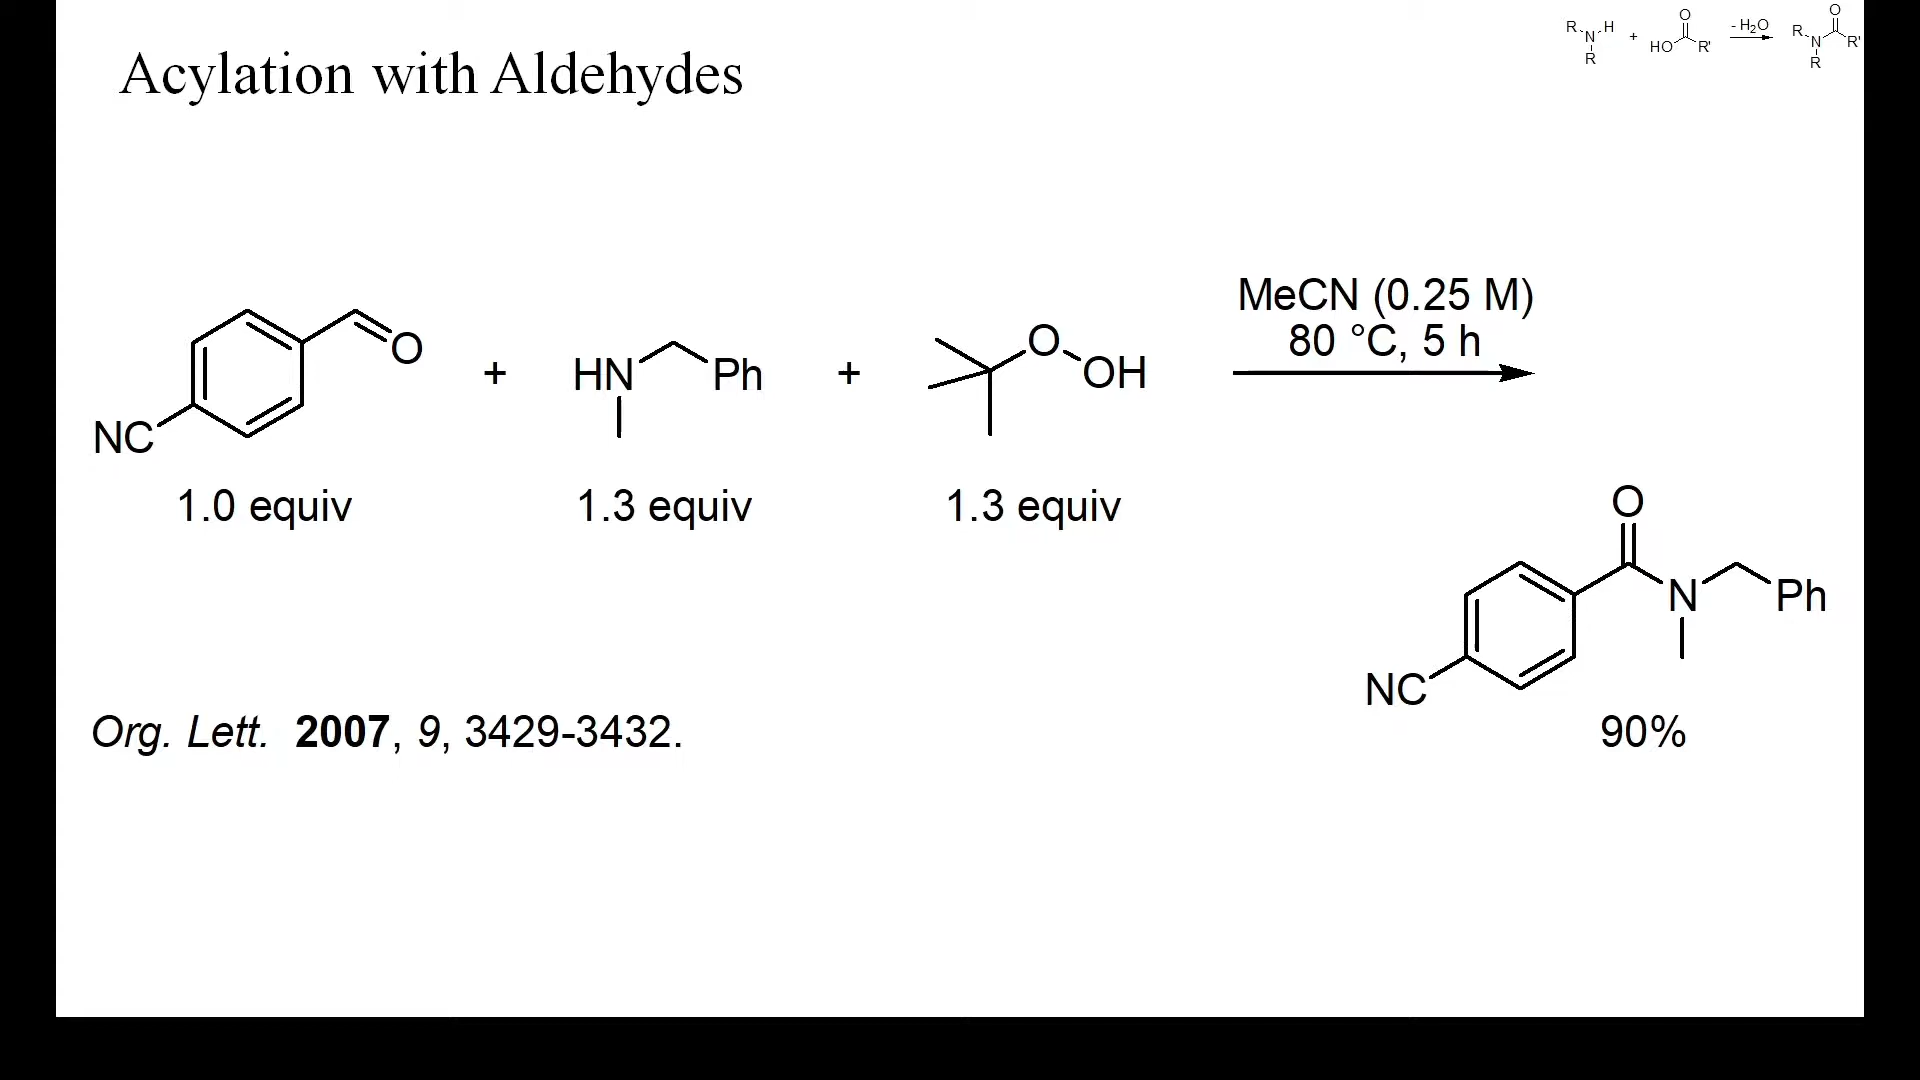 Acylation with Aldehydes
R N H R + O HO R' - H2O R N R O R'
MeCN (0.25 M)
80 °C, 5 h
NC O + HN Ph + O OH
1.0 equiv 1.3 equiv 1.3 equiv
O
N Ph
NC
Org. Lett. 2007, 9, 3429-3432.
90%